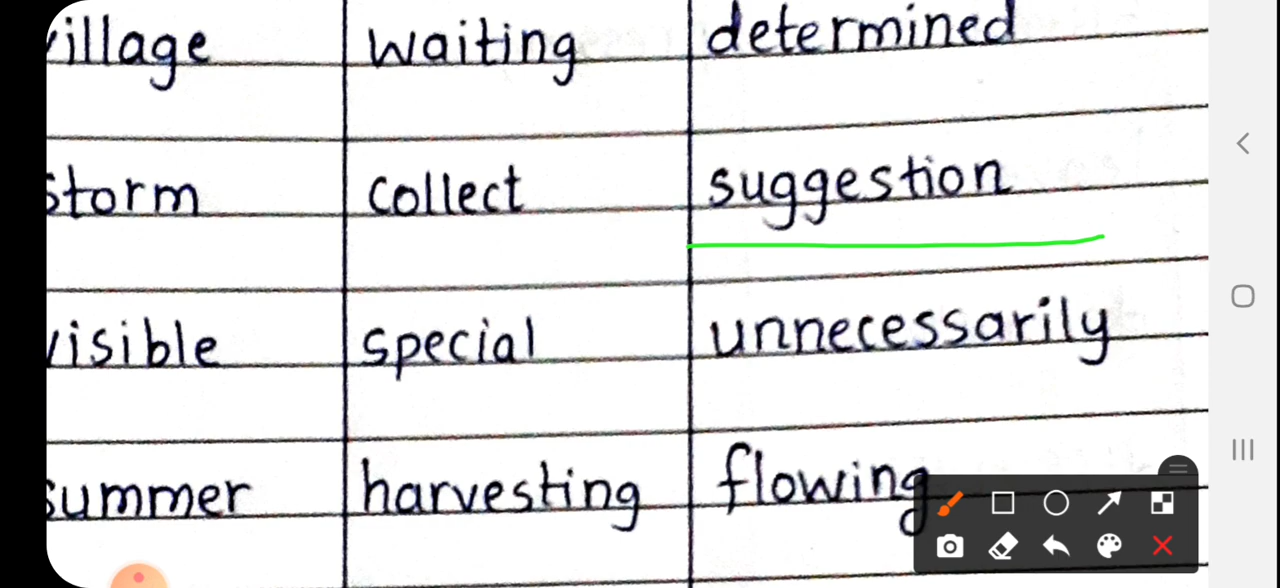 village waiting determined
storm collect suggestion
visible special unnecessarily
summer harvesting flowing